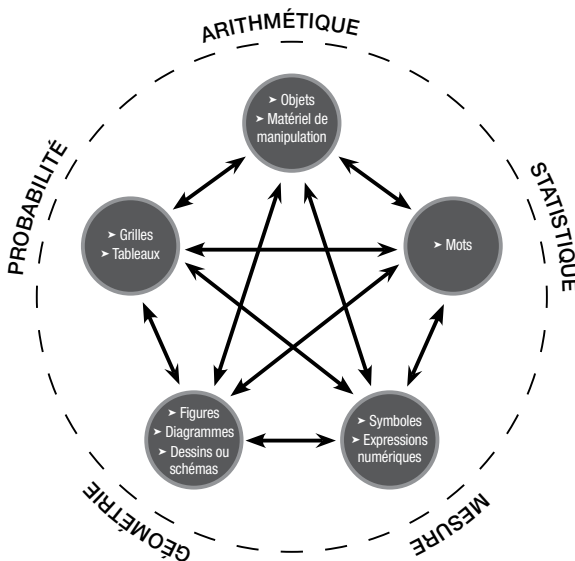 ARITHMÉTIQUE
➤ Objets
➤ Matériel de
manipulation
PROBABILITÉ
STATISTIQUE
➤ Grilles
➤ Tableaux
➤ Mots
➤ Figures
➤ Diagrammes
➤ Dessins ou
schémas
➤ Symboles
➤ Expressions
numériques
GÉOMÉTRIE
MESURE